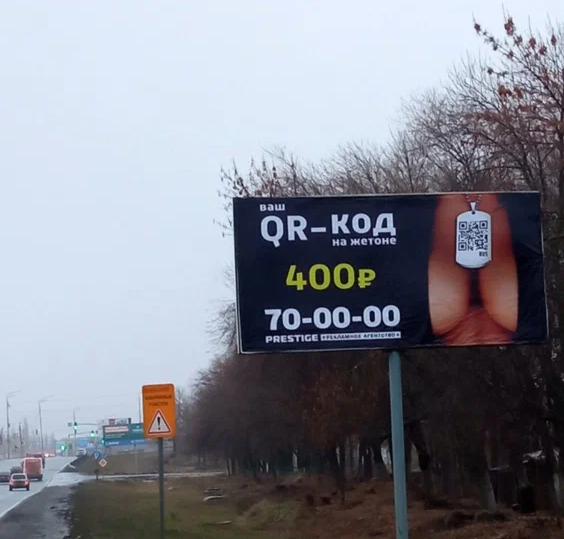 ваш
QR-КОД
на жетоне
400₽
70-00-00
PRESTIGE РЕКЛАМНОЕ АГЕНТСТВО